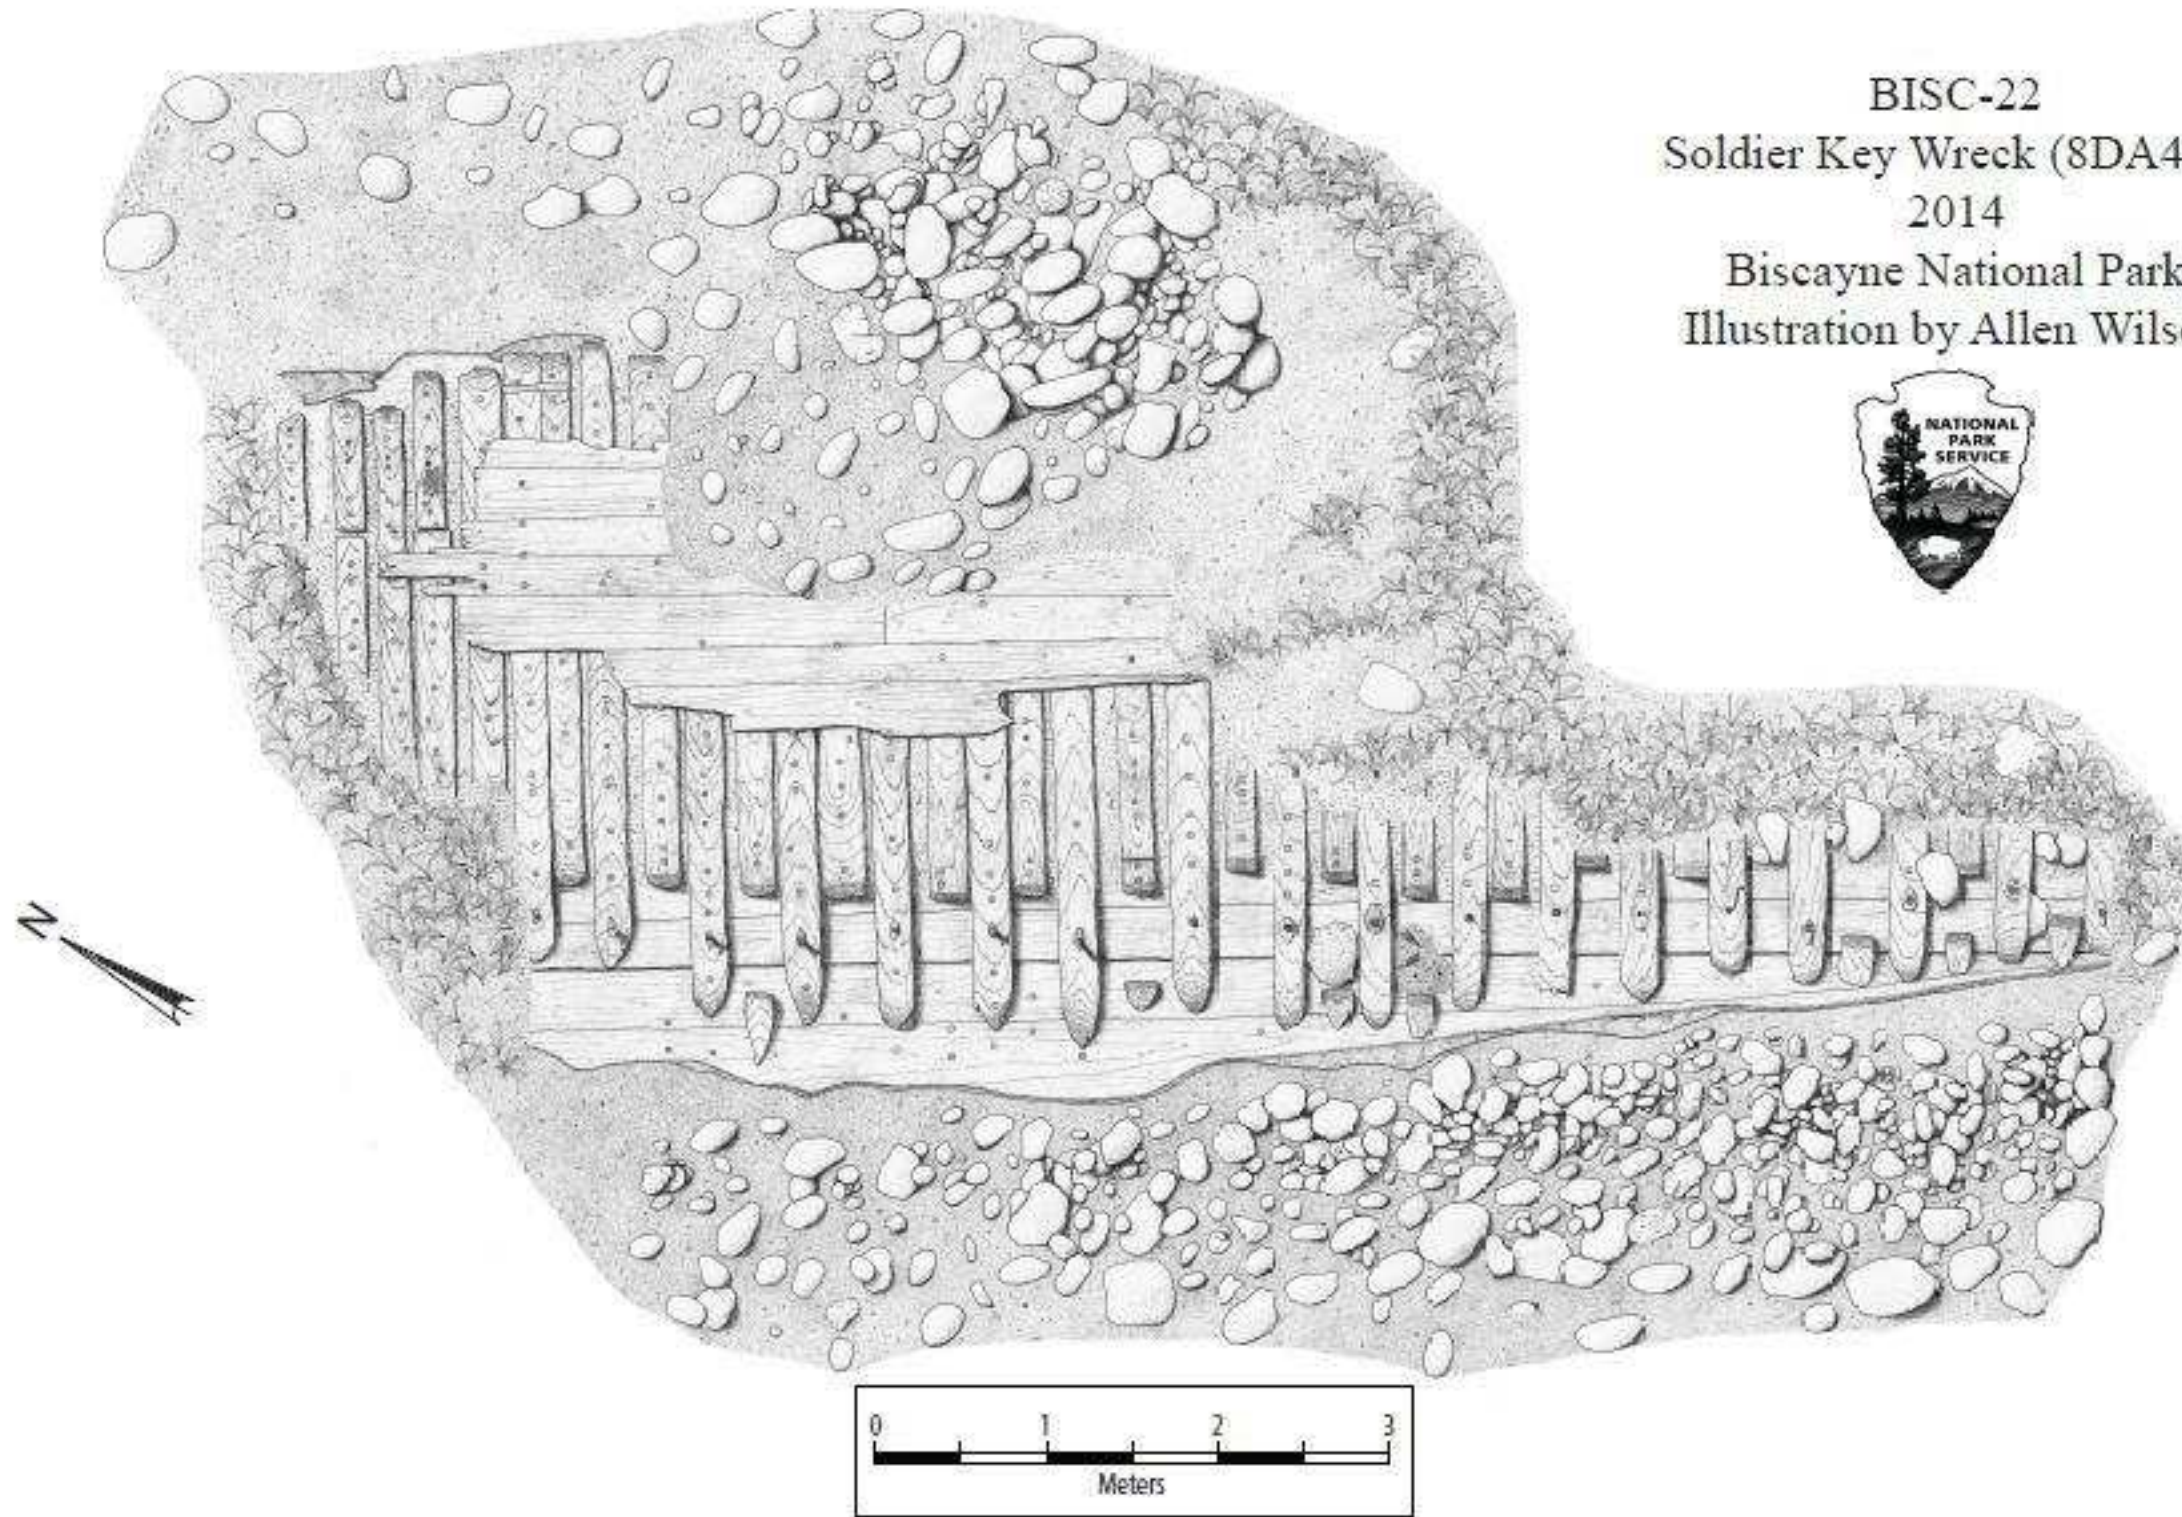 BISC-22
Soldier Key Wreck (8DA4
2014
Biscayne National Park
Illustration by Allen
NATIONAL
PARK
SERVICE
N
0 1 2 3
Meters